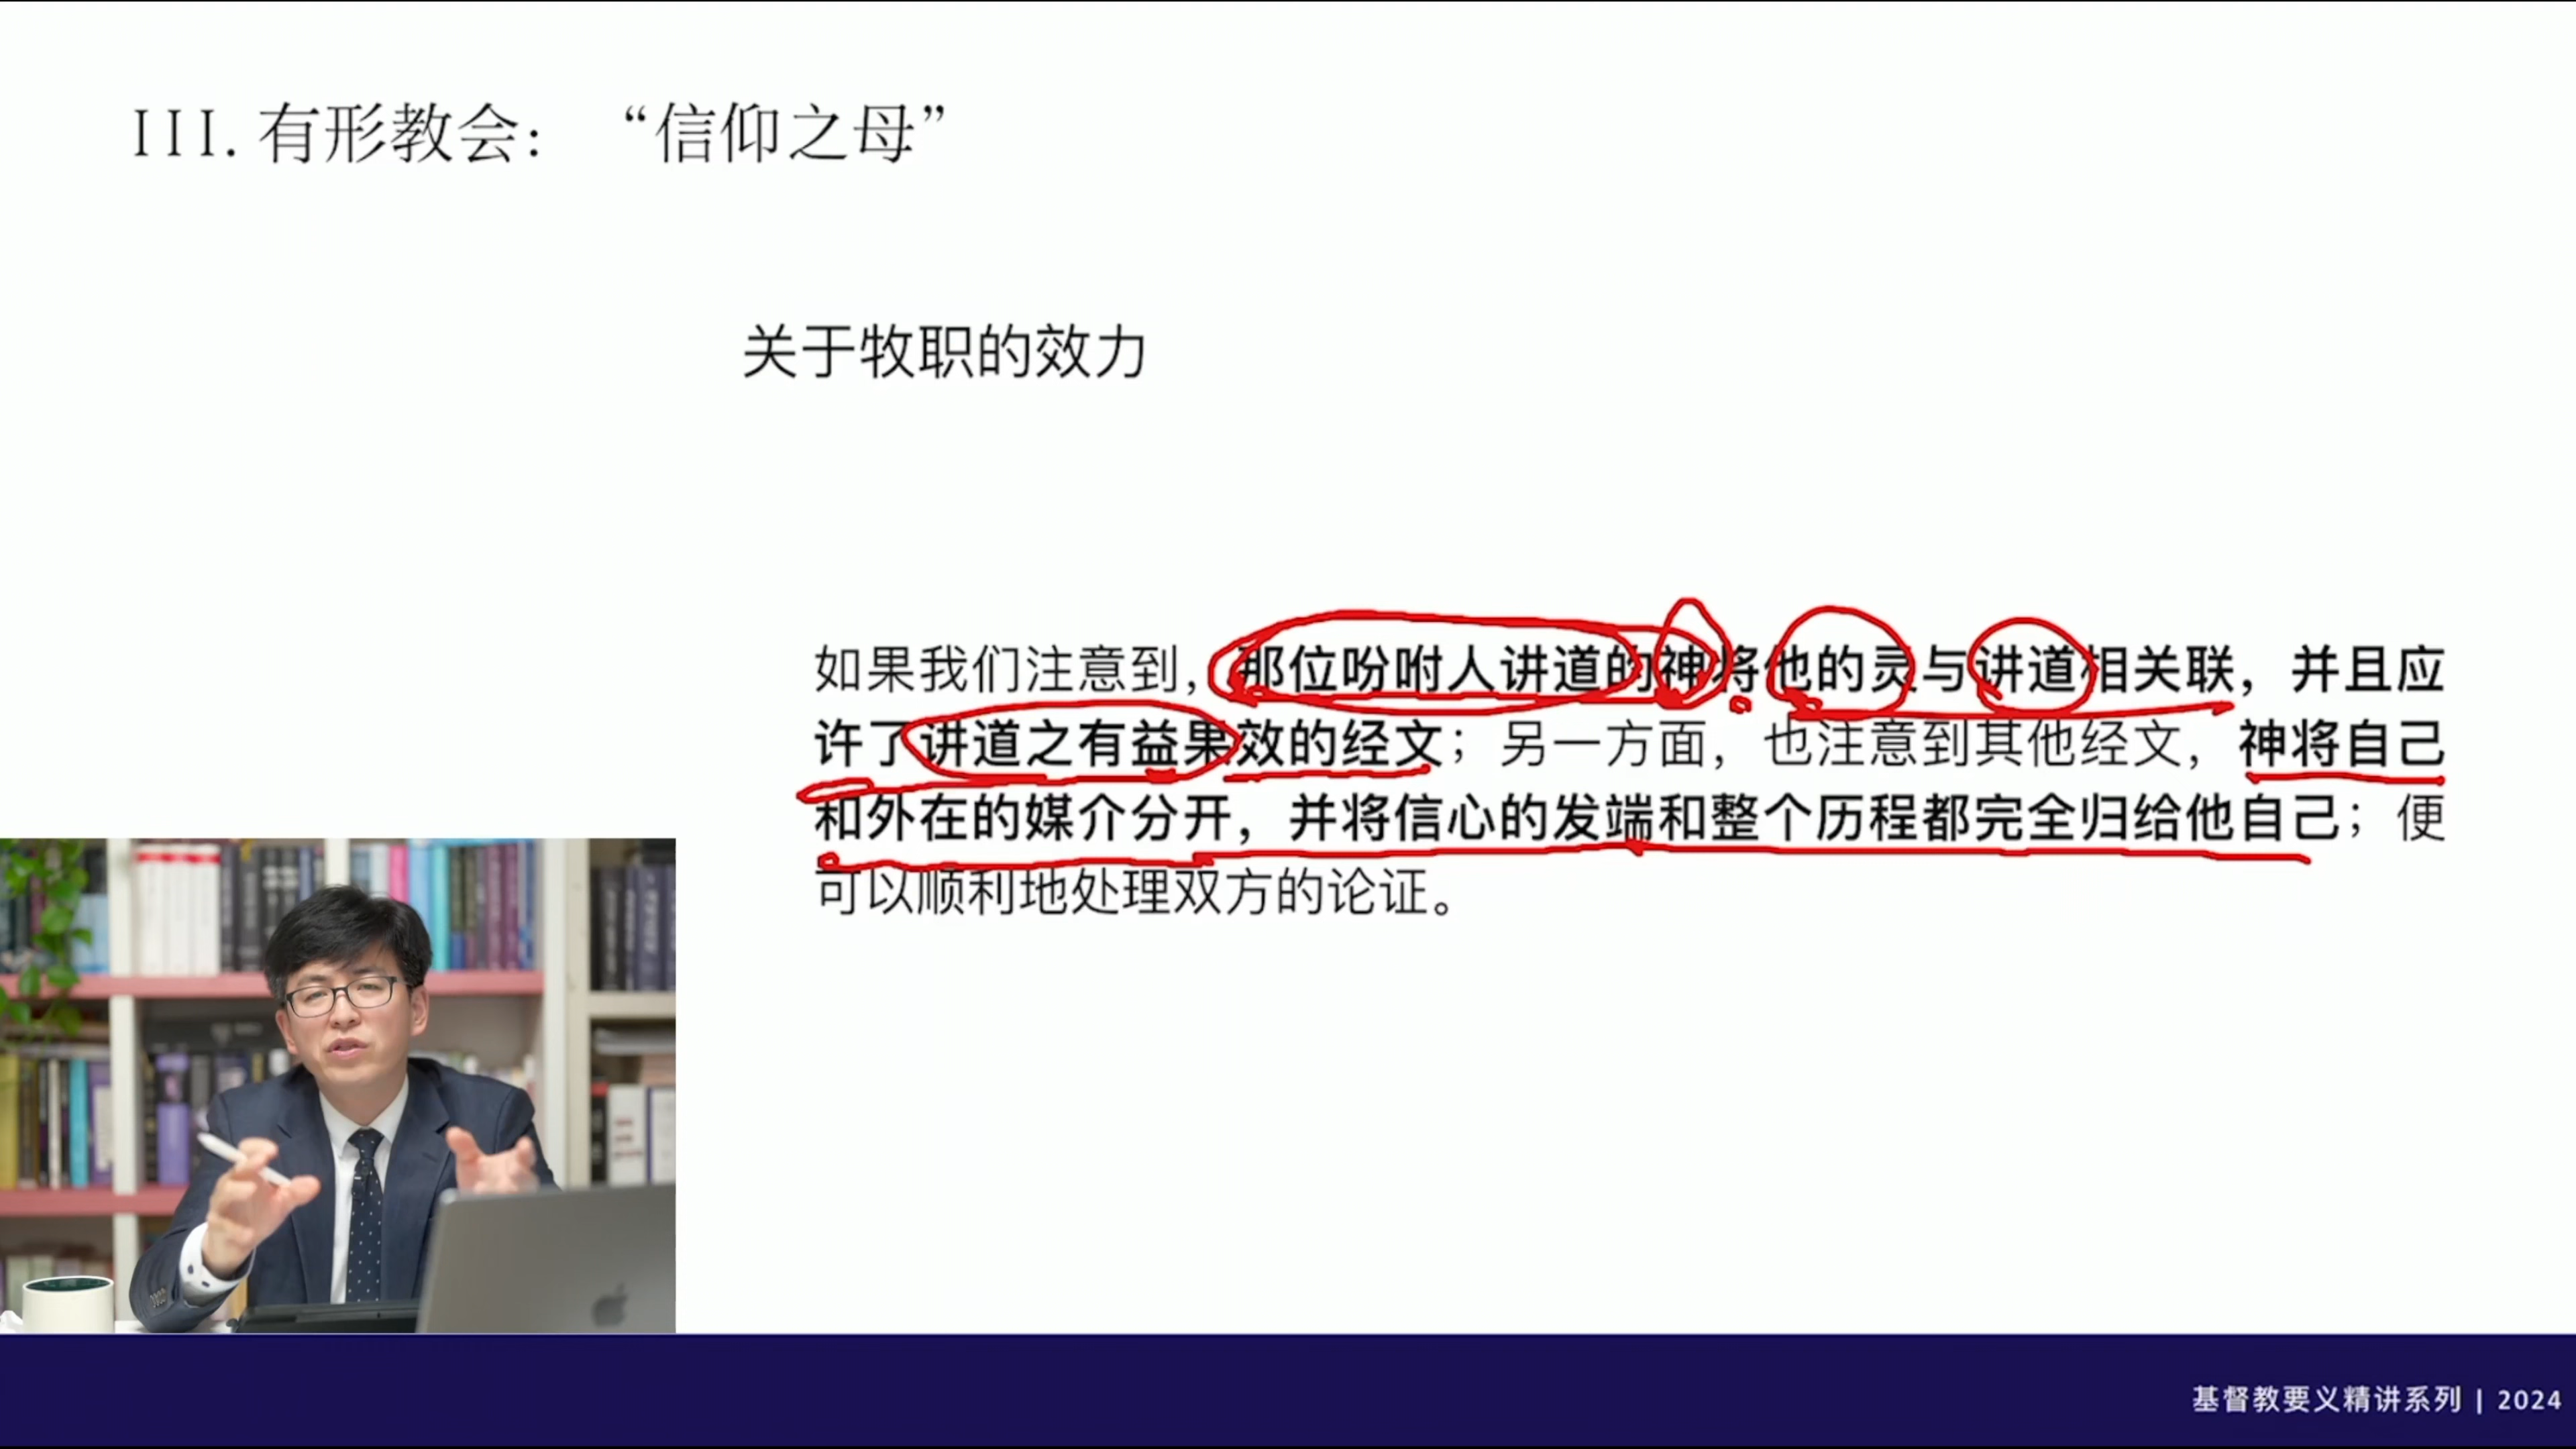 III. 有形教会： “信仰之母”
关于牧职的效力
如果我们注意到，那位吩咐人讲道的神将他的灵与讲道相关联，并且应
许了讲道之有益果效的经文；另一方面，也注意到其他经文，神将自己
和外在的媒介分开，并将信心的发端和整个历程都完全归给他自己；便
可以顺利地处理双方的论证。
基督教要义精讲系列 | 2024